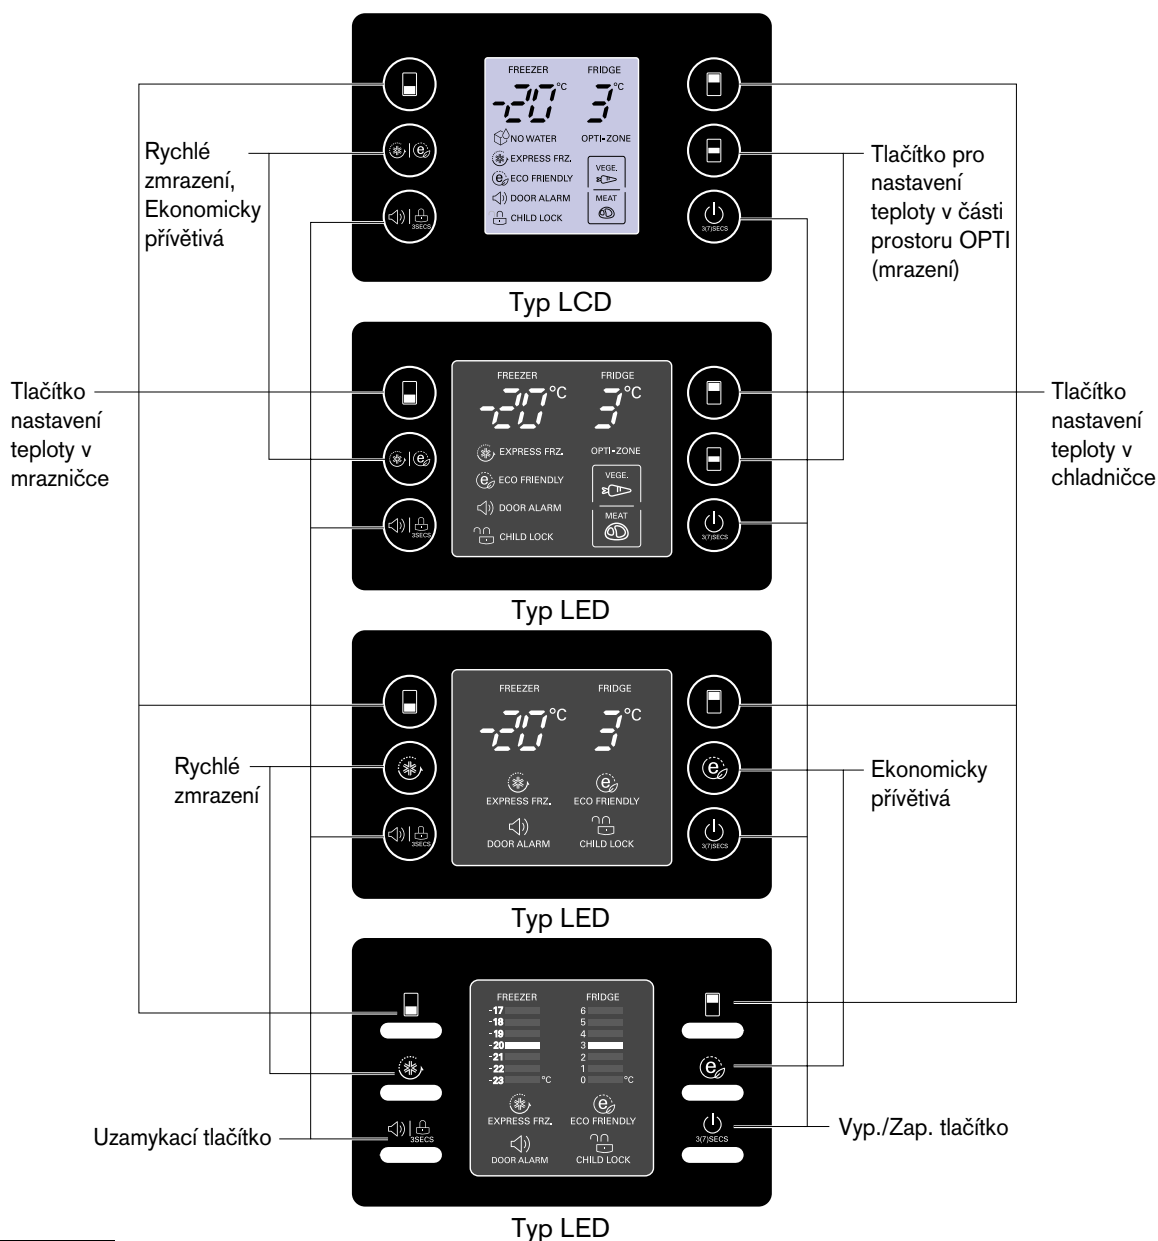 FREEZER FRIDGE
-20 °C 3 °C
NO WATER OPTI-ZONE
EXPRESS FRZ.
VEGE.
ECO FRIENDLY
DOOR ALARM
MEAT
CHILD LOCK
3SECS
3(7)SECS
Rychlé
zmrazení,
Ekonomicky
přívětivá
Tlačítko pro
nastavení
teploty v části
prostoru OPTI
(mrazení)
Typ LCD
FREEZER FRIDGE
-20 °C 3 °C
EXPRESS FRZ. OPTI-ZONE
VEGE.
ECO FRIENDLY
DOOR ALARM
MEAT
CHILD LOCK
3SECS
3(7)SECS
Tlačítko
nastavení
teploty v
mrazničce
Tlačítko
nastavení
teploty v
chladničce
Typ LED
FREEZER FRIDGE
-20 °C 3 °C
EXPRESS FRZ. ECO FRIENDLY
DOOR ALARM CHILD LOCK
3SECS
3(7)SECS
Rychlé
zmrazení
Ekonomicky
přívětivá
Typ LED
FREEZER FRIDGE
-17 6
-18 5
-19 4
-20 3
-21 2
-22 1
-23 °C 0 °C
EXPRESS FRZ. ECO FRIENDLY
DOOR ALARM CHILD LOCK
3SECS
3(7)SECS
Uzamykací tlačítko
Vyp./Zap. tlačítko
Typ LED